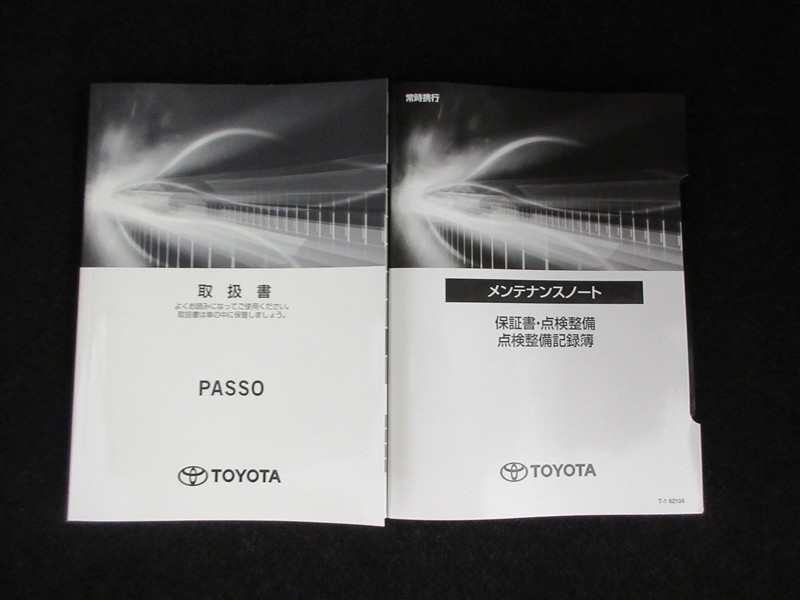 取扱書
よくお読みになってご使用ください。
取扱書は車の中に保管しましょう。
PASSO
TOYOTA
常時携行
メンテナンスノート
保証書・点検整備
点検整備記録簿
TOYOTA
T-1 62104